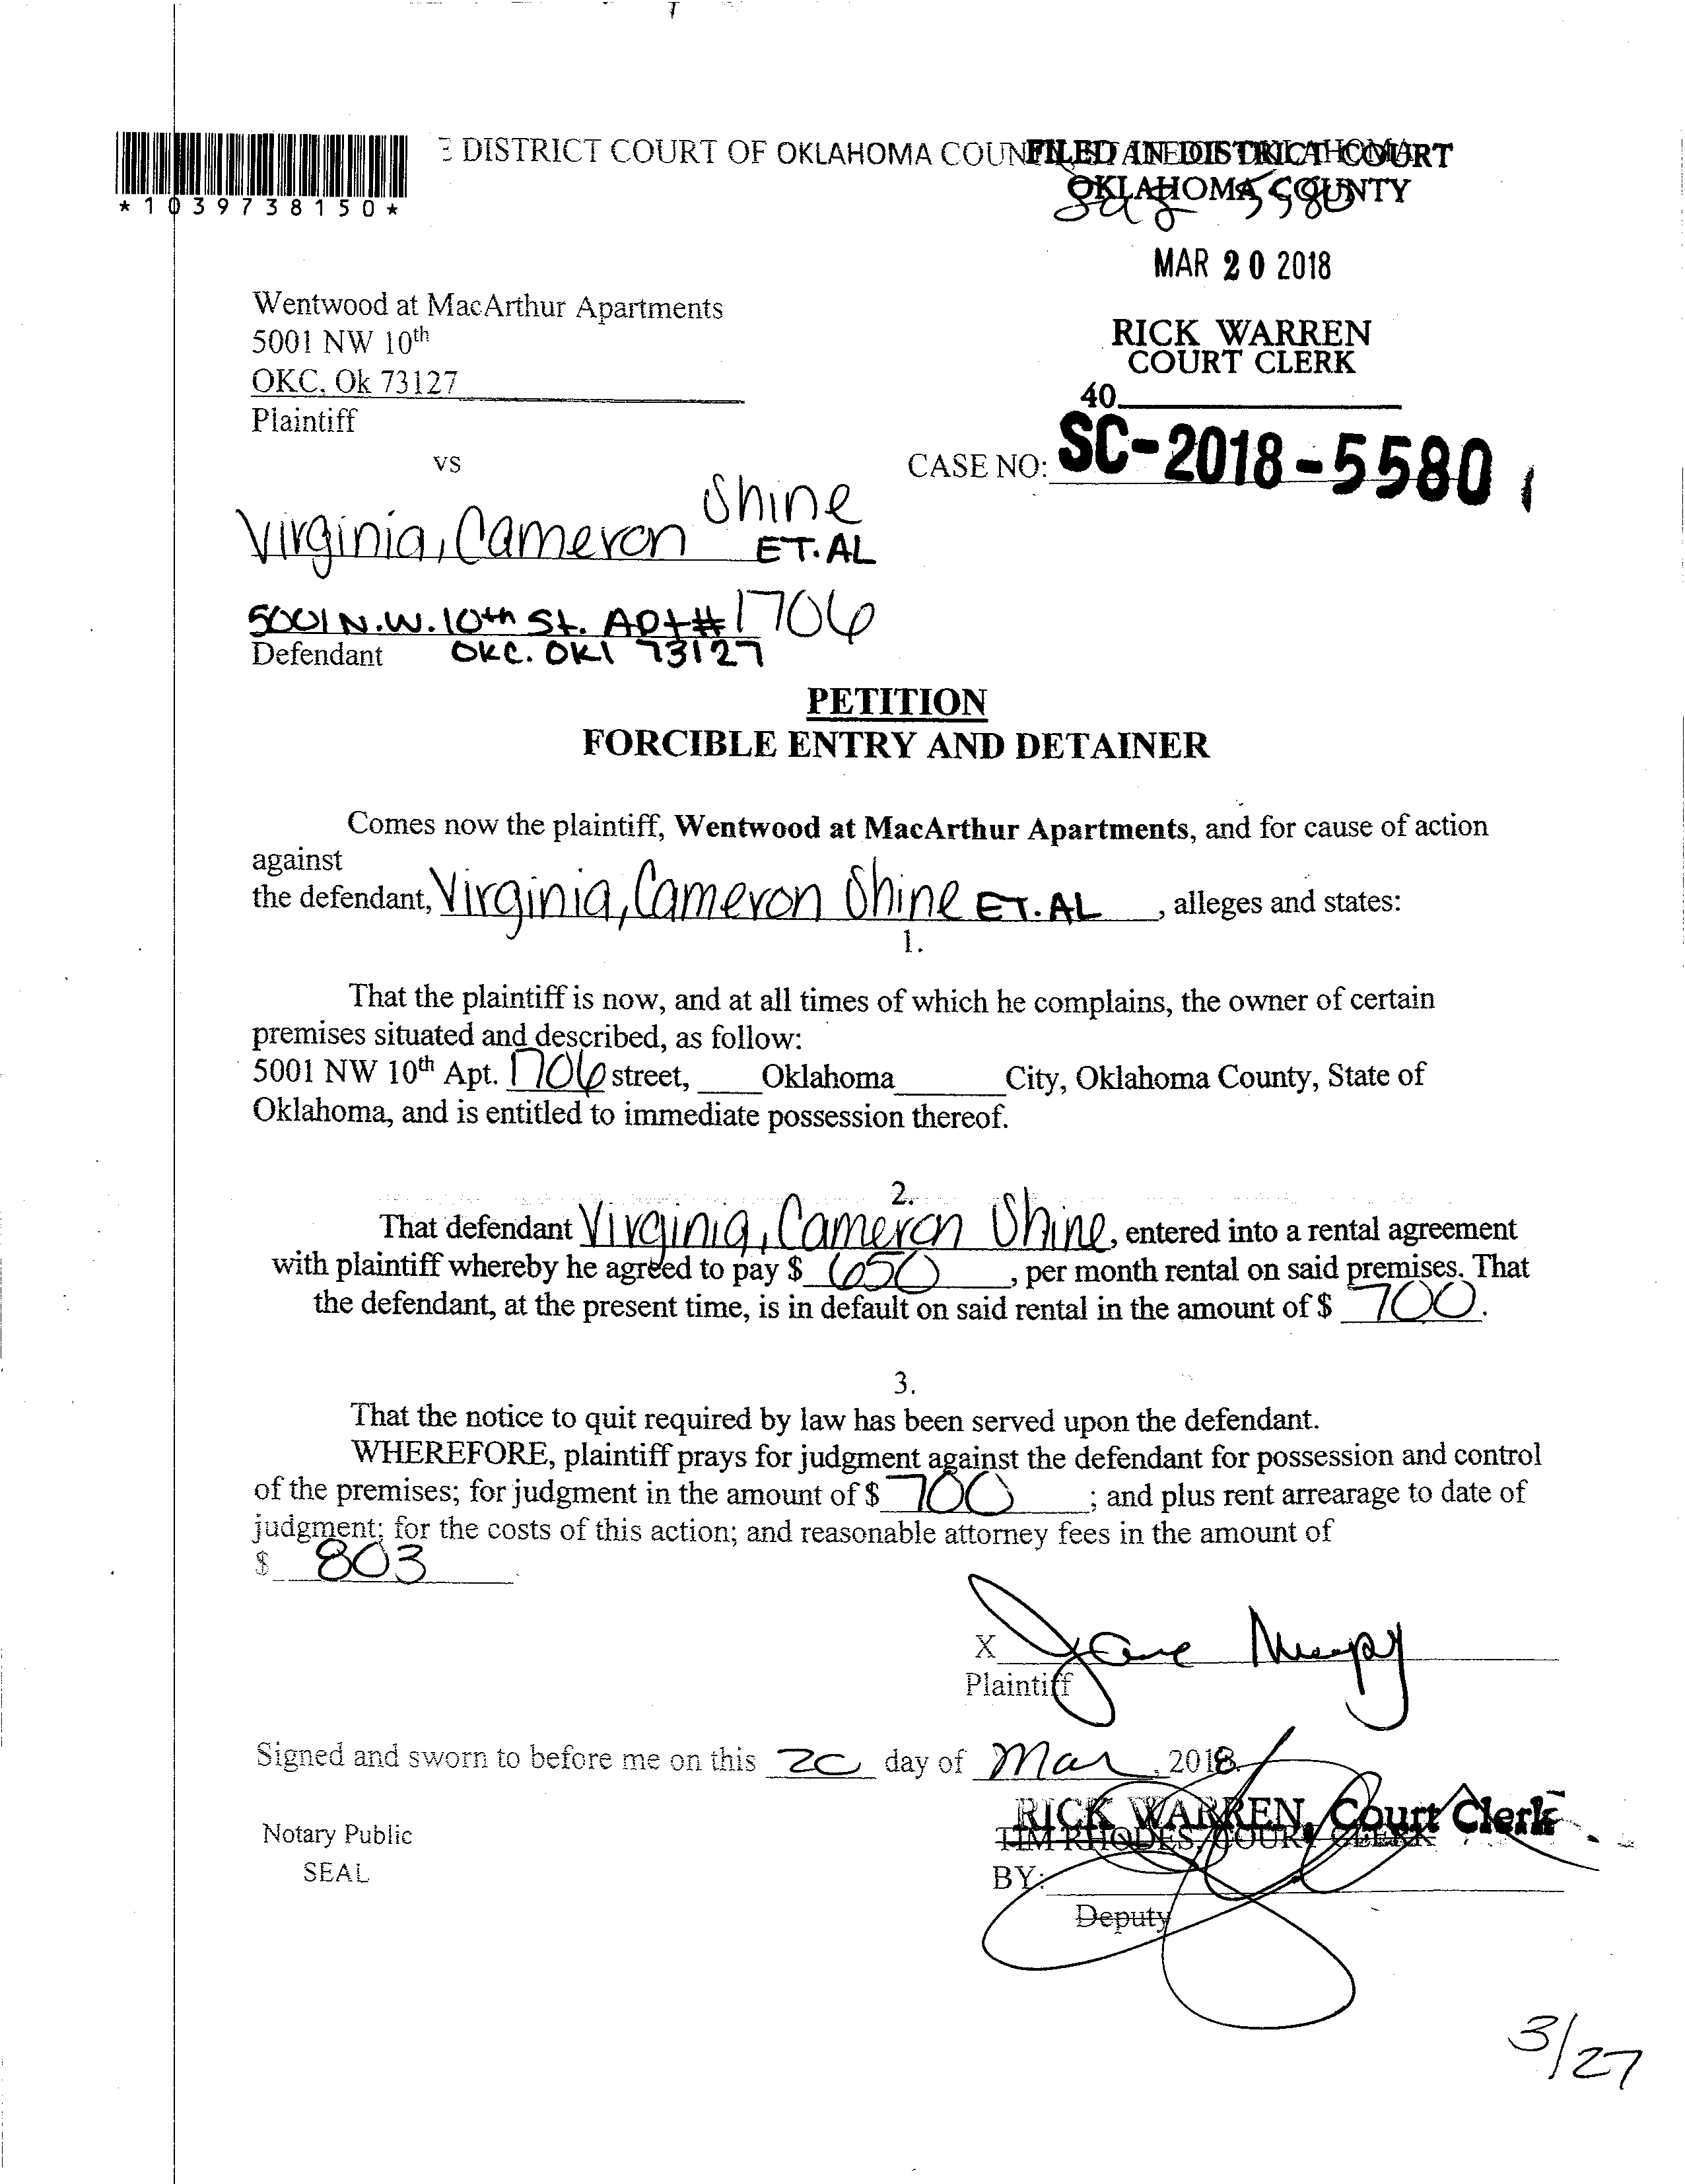 DISTRICT COURT OF OKLAHOMA COUN
FILED IN DISTRICT COURT
OKLAHOMA COUNTY
*1039738150*
5580
MAR 20 2018
Wentwood at MacArthur Apartments
5001 NW 10th
OKC, Ok 73127
Plaintiff
RICK WARREN
COURT CLERK
40
vs
CASE NO: SC-2018-5580
Virginia, Cameron Shine
ET. AL
5001 N.W. 10th St. APt# 1706
Defendant OKC. OKl 73127
PETITION
FORCIBLE ENTRY AND DETAINER
Comes now the plaintiff, Wentwood at MacArthur Apartments, and for cause of action
against
the defendant, Virginia, Cameron Shine ET. AL, alleges and states:
1.
That the plaintiff is now, and at all times of which he complains, the owner of certain
premises situated and described, as follow:
5001 NW 10th Apt. 1706 street, Oklahoma City, Oklahoma County, State of
Oklahoma, and is entitled to immediate possession thereof.
2.
That defendant Virginia, Cameron Shine, entered into a rental agreement
with plaintiff whereby he agreed to pay $ 650, per month rental on said premises. That
the defendant, at the present time, is in default on said rental in the amount of $ 700.
3.
That the notice to quit required by law has been served upon the defendant.
WHEREFORE, plaintiff prays for judgment against the defendant for possession and control
of the premises; for judgment in the amount of $ 700; and plus rent arrearage to date of
judgment; for the costs of this action; and reasonable attorney fees in the amount of
$ 803
X
Plaintiff
Signed and sworn to before me on this 20 day of Mar, 2018
RICK WARREN, Court Clerk
TIM RHODES, COURT CLERK
Notary Public
SEAL
BY:
Deputy
3/27